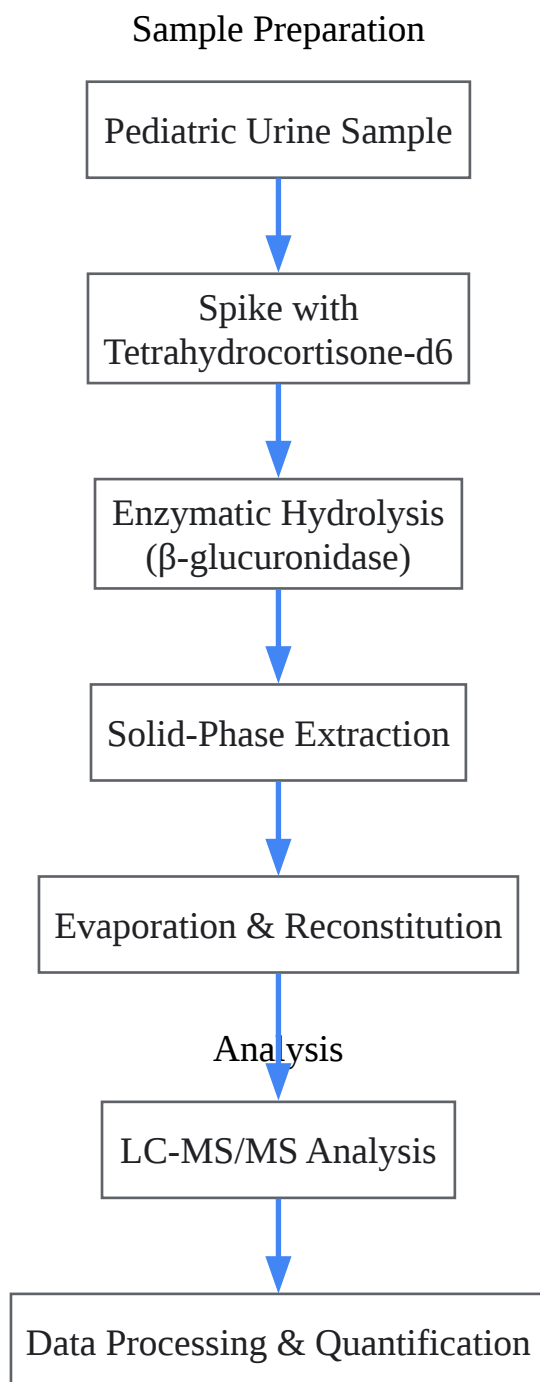 Sample Preparation
Pediatric Urine Sample
Spike with
Tetrahydrocortisone-d6
Enzymatic Hydrolysis
(β-glucuronidase)
Solid-Phase Extraction
Evaporation & Reconstitution
Analysis
LC-MS/MS Analysis
Data Processing & Quantification